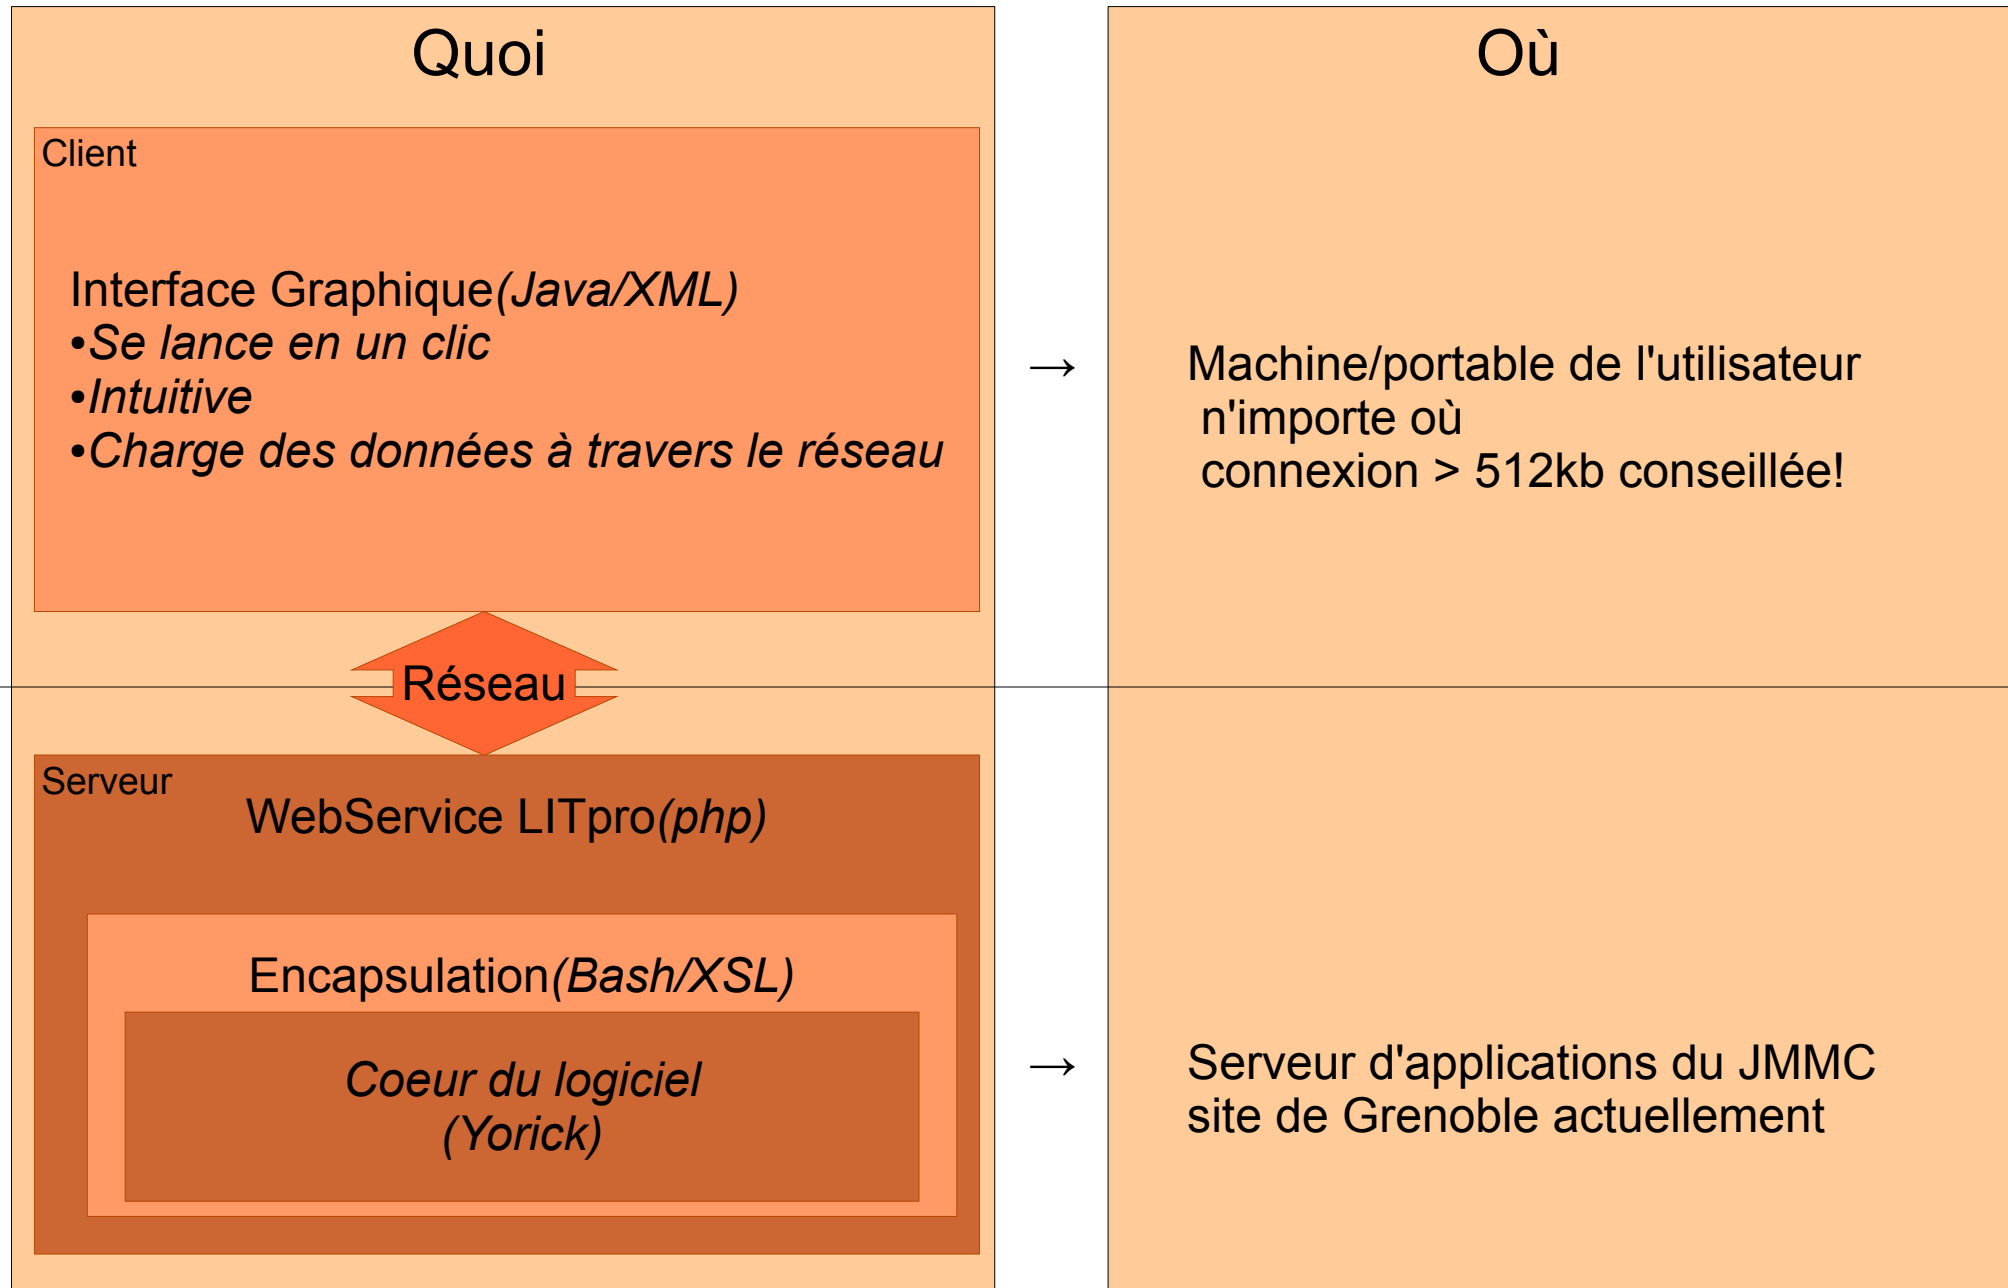 Quoi
Où
Client
Interface Graphique(Java/XML)
•Se lance en un clic
•Intuitive
•Charge des données à travers le réseau
→
Machine/portable de l'utilisateur
n'importe où
connexion > 512kb conseillée!
Réseau
Serveur
WebService LITpro(php)
Encapsulation(Bash/XSL)
Coeur du logiciel
(Yorick)
→
Serveur d'applications du JMMC
site de Grenoble actuellement